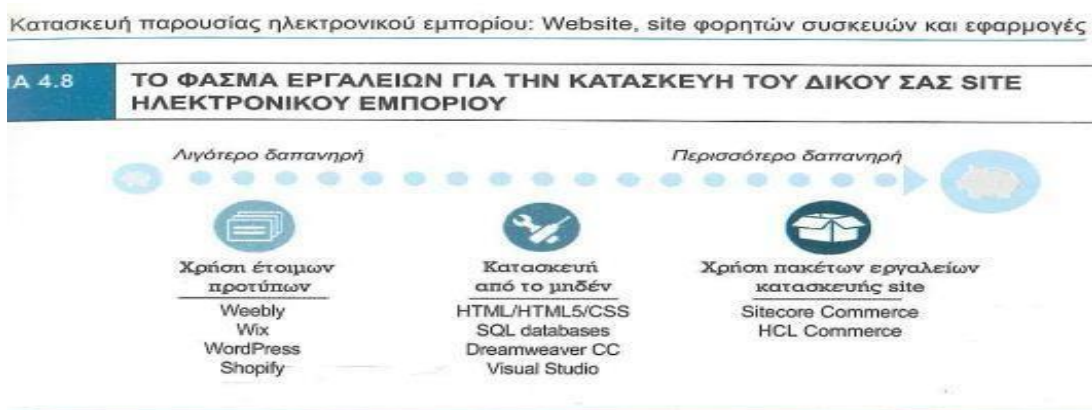 Κατασκευή παρουσίας ηλεκτρονικού εμπορίου: Website, site φορητών συσκευών και εφαρμογές
ΙΑ 4.8
ΤΟ ΦΑΣΜΑ ΕΡΓΑΛΕΙΩΝ ΓΙΑ ΤΗΝ ΚΑΤΑΣΚΕΥΗ ΤΟΥ ΔΙΚΟΥ ΣΑΣ SITE
ΗΛΕΚΤΡΟΝΙΚΟΥ ΕΜΠΟΡΙΟΥ
Λιγότερο δαπανηρή
Περισσότερο δαπανηρή
Χρήση έτοιμων
προτύπων
Weebly
Wix
WordPress
Shopify
Κατασκευή
από το μηδέν
HTML/HTML5/CSS
SQL databases
Dreamweaver CC
Visual Studio
Χρήση πακέτων εργαλείων
κατασκευής site
Sitecore Commerce
HCL Commerce